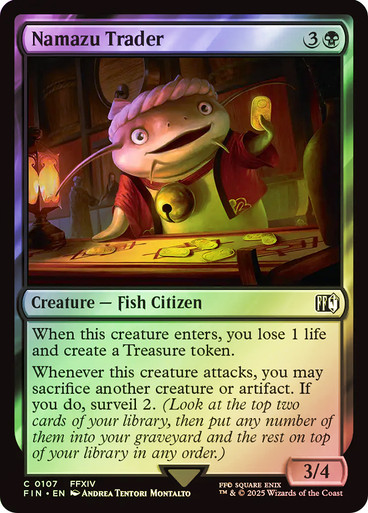 Namazu Trader 3
Creature — Fish Citizen
FF
When this creature enters, you lose 1 life
and create a Treasure token.
Whenever this creature attacks, you may
sacrifice another creature or artifact. If
you do, surveil 2. (Look at the top two
cards of your library, then put any number of
them into your graveyard and the rest on top
of your library in any order.)
3/4
C 0107 FFXIV
FIN • EN Andrea Tentori Montalto
FF© SQUARE ENIX
™ & © 2025 Wizards of the Coast